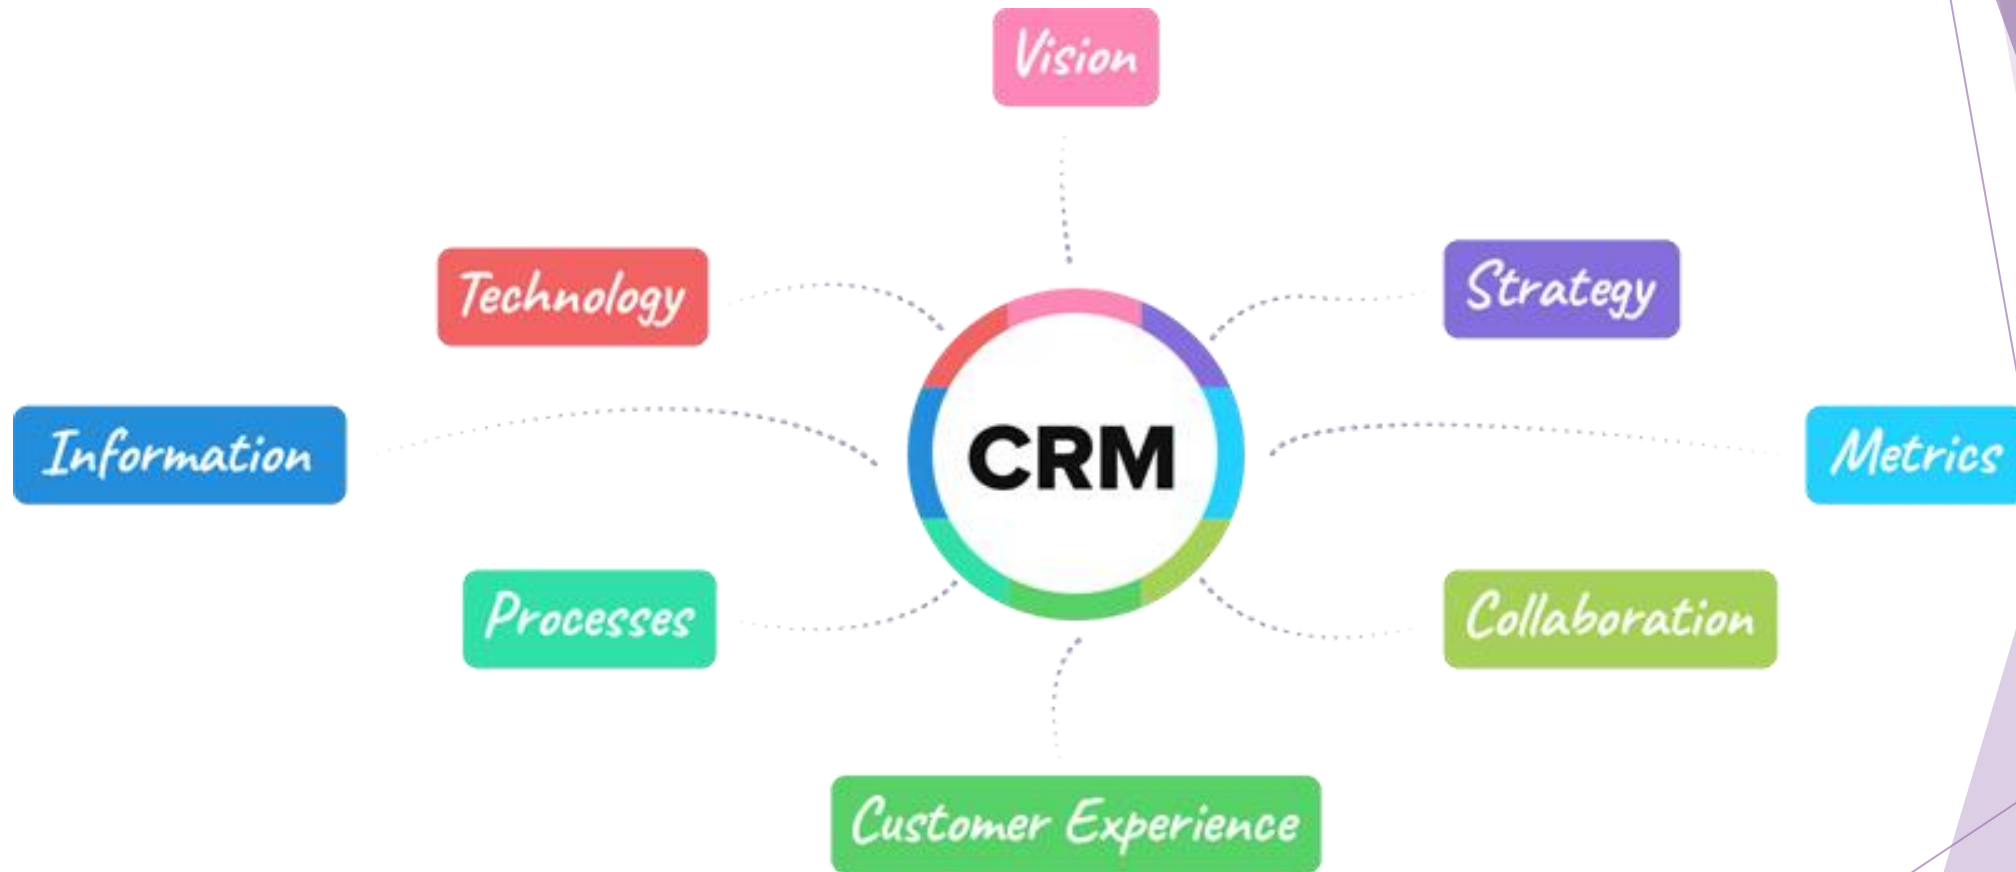 Vision
Technology
Strategy
Information
CRM
Metrics
Processes
Collaboration
Customer Experience